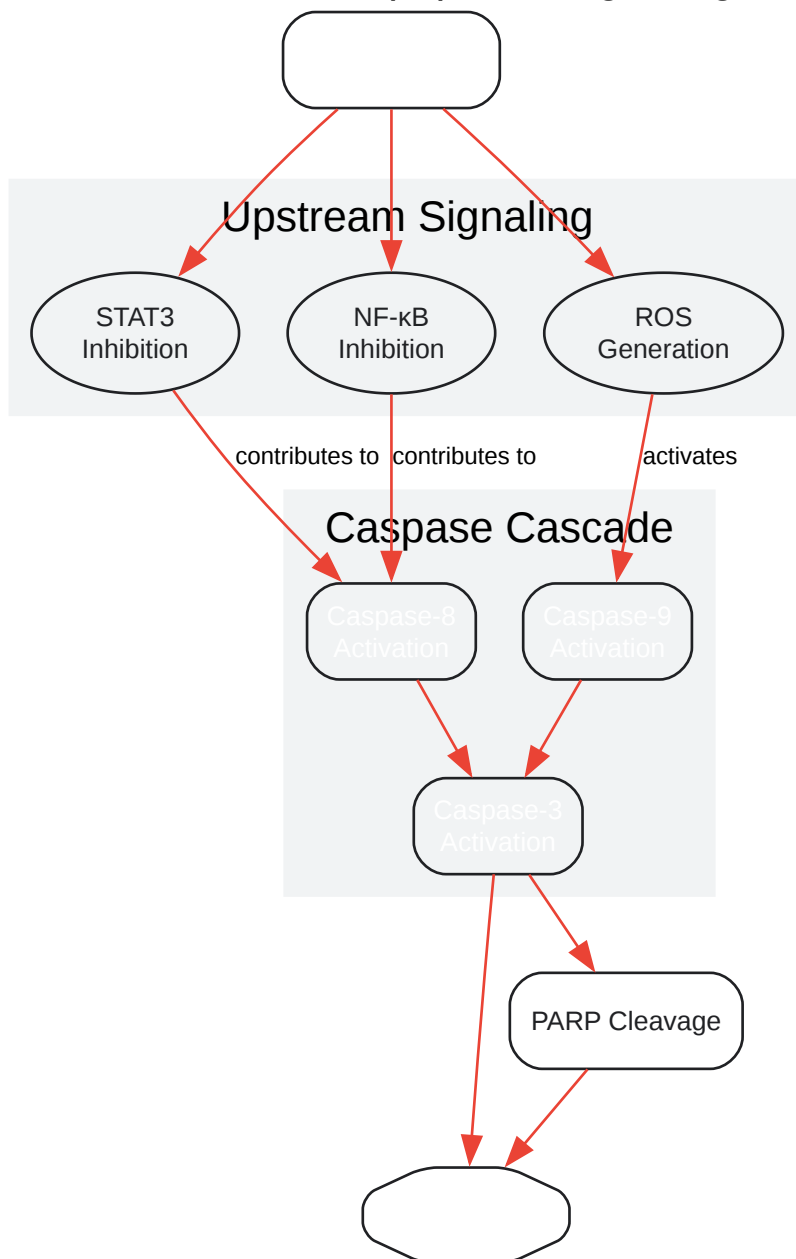 Upstream Signaling
STAT3
Inhibition
NF-κB
Inhibition
ROS
Generation
contributes to
contributes to
activates
Caspase Cascade
Caspase-8
Activation
Caspase-9
Activation
Caspase-3
Activation
PARP Cleavage